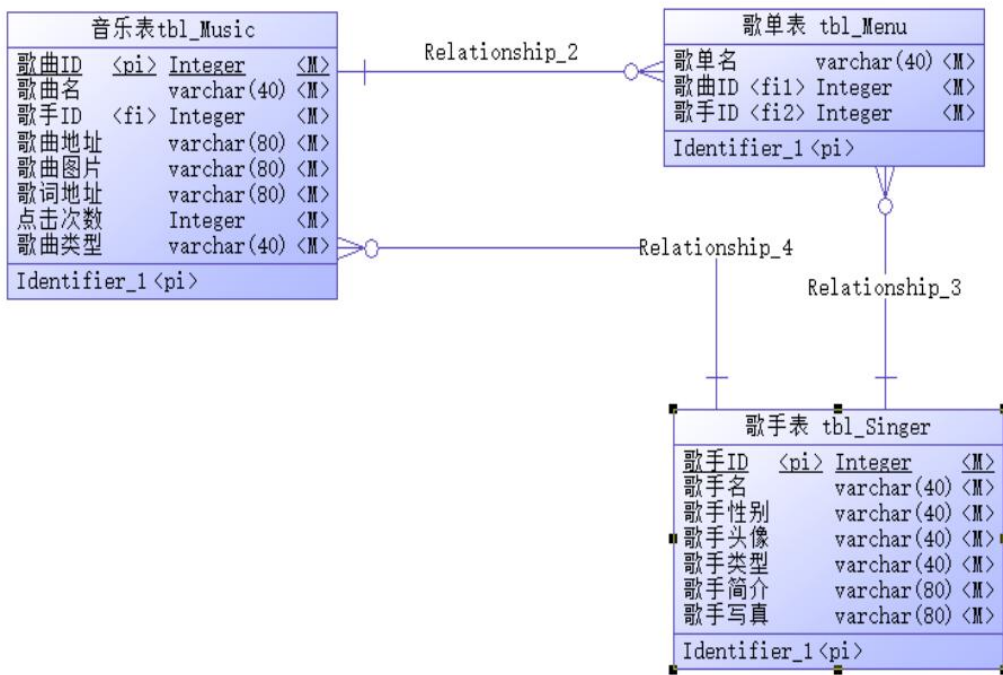 音乐表tbl_Music
歌曲ID <pi> Integer <M>
歌曲名 varchar(40) <M>
歌手ID <fi> Integer <M>
歌曲地址 varchar(80) <M>
歌曲图片 varchar(80) <M>
歌词地址 varchar(80) <M>
点击次数 Integer <M>
歌曲类型 varchar(40) <M>
Identifier_1 <pi>
Relationship_2
歌单表 tbl_Menu
歌单名 varchar(40) <M>
歌曲ID <fi1> Integer <M>
歌手ID <fi2> Integer <M>
Identifier_1 <pi>
Relationship_4
Relationship_3
歌手表 tbl_Singer
歌手ID <pi> Integer <M>
歌手名 varchar(40) <M>
歌手性别 varchar(40) <M>
歌手头像 varchar(40) <M>
歌手类型 varchar(40) <M>
歌手简介 varchar(80) <M>
歌手写真 varchar(80) <M>
Identifier_1 <pi>